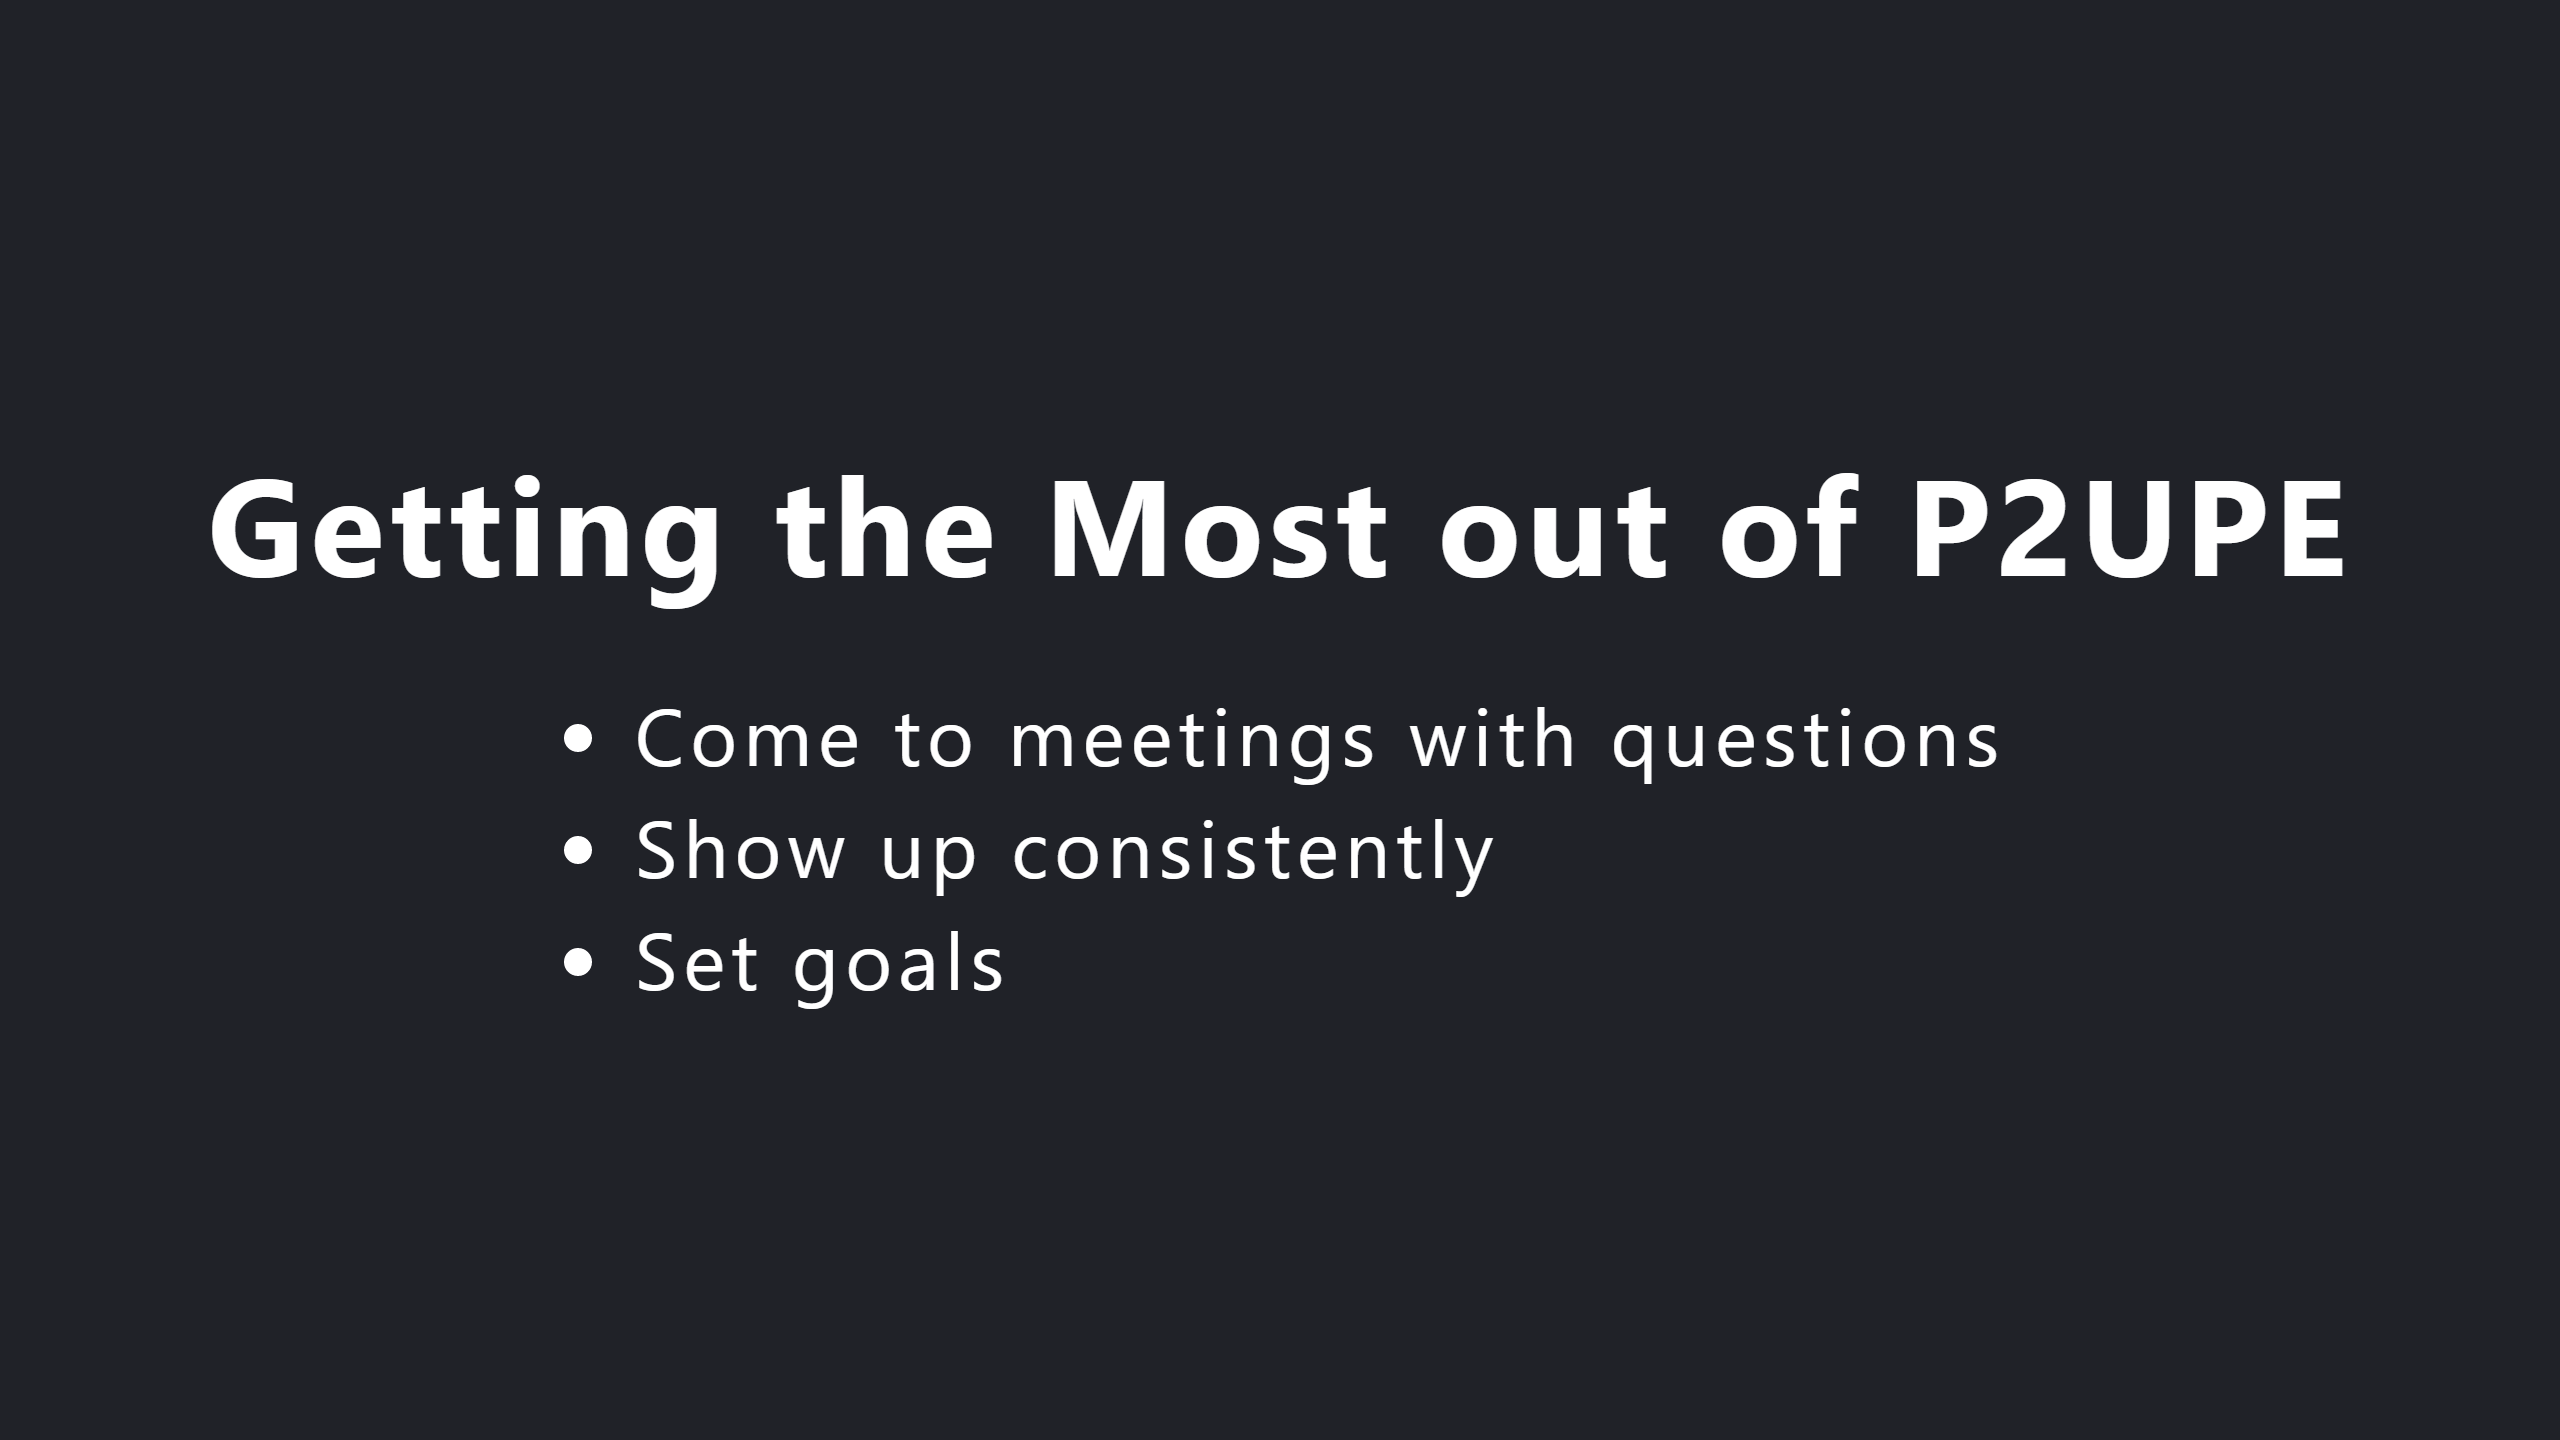 Getting the Most out of P2UPE
• Come to meetings with questions
• Show up consistently
• Set goals